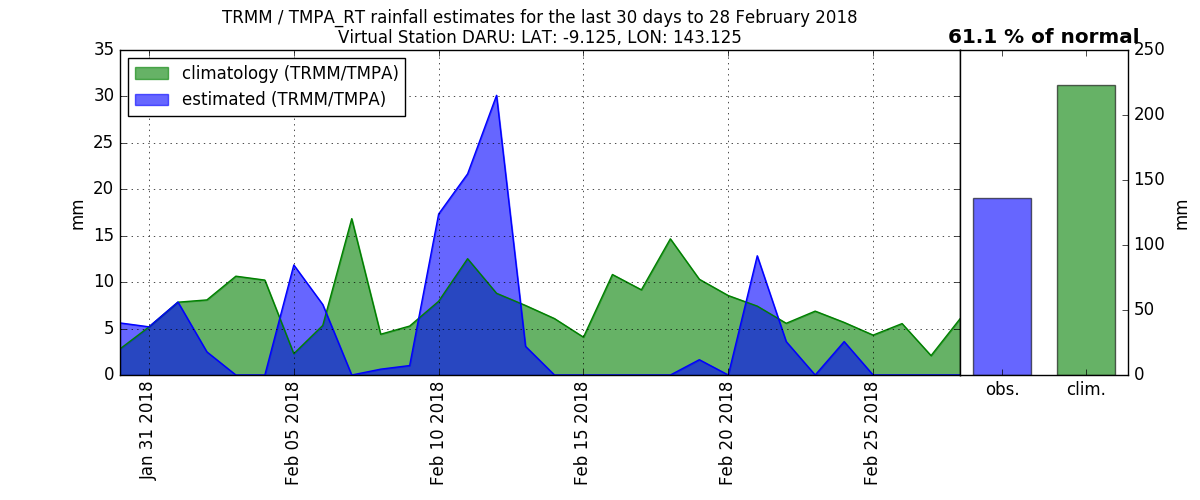 TRMM / TMPA_RT rainfall estimates for the last 30 days to 28 February 2018
Virtual Station DARU: LAT: -9.125, LON: 143.125
61.1 % of normal
climatology (TRMM/TMPA)
estimated (TRMM/TMPA)
35
30
25
20
15
10
5
0
mm
Jan 31 2018
Feb 05 2018
Feb 10 2018
Feb 15 2018
Feb 20 2018
Feb 25 2018
obs.
clim.
250
200
150
100
50
0
mm